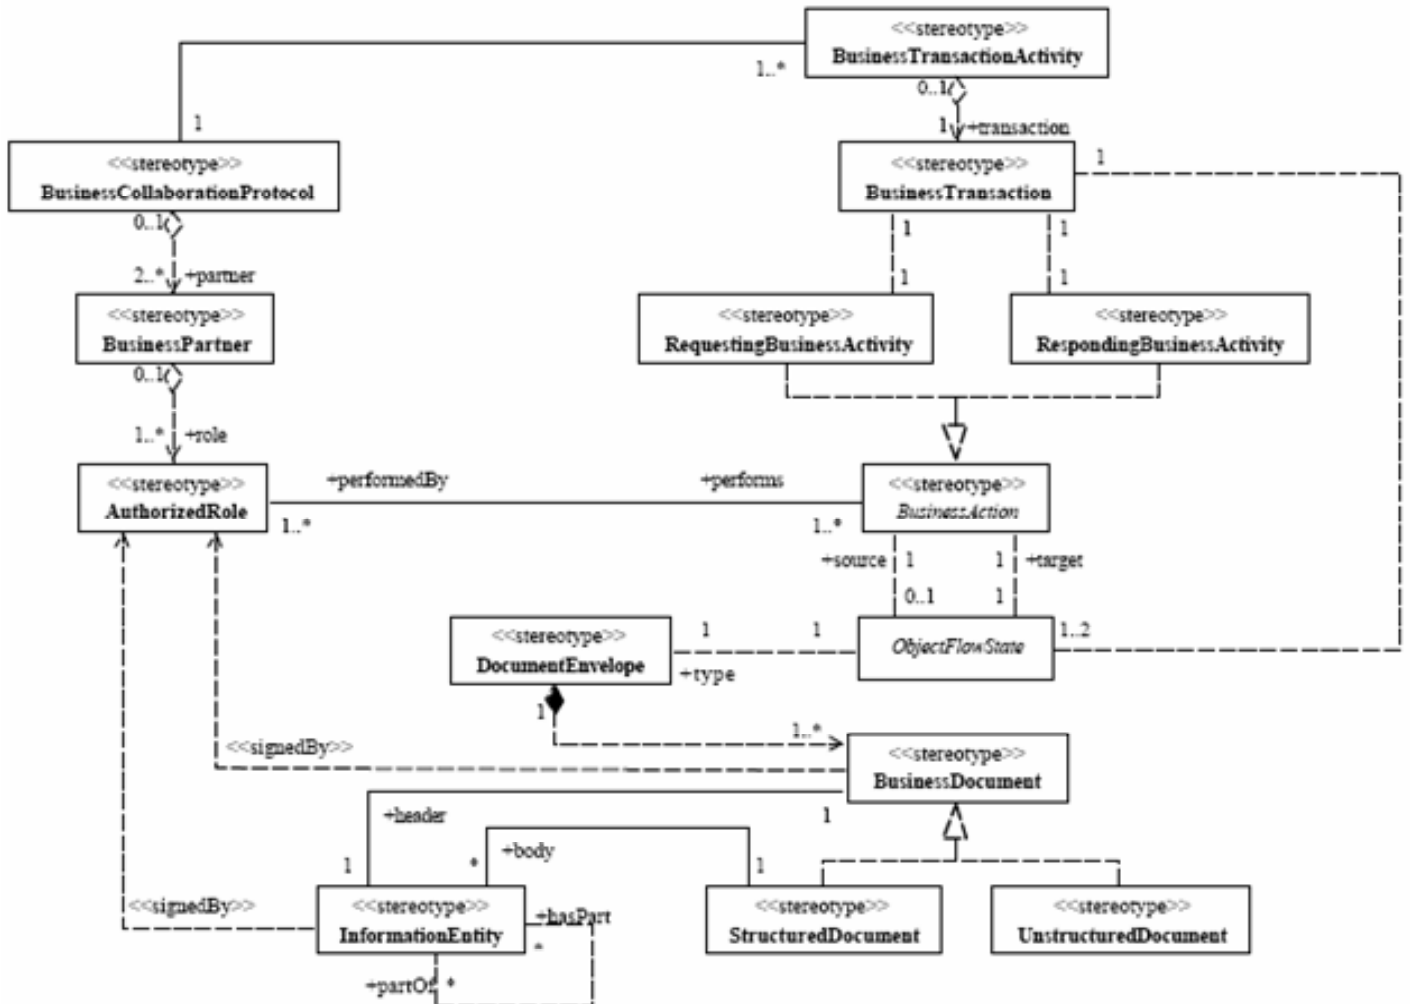 <<stereotype>>
BusinessTransactionActivity
1..*
0..1
1
+transaction
1
<<stereotype>>
BusinessCollaborationProtocol
<<stereotype>>
BusinessTransaction
1
0..1
1
1
2..*
+partner
1
1
<<stereotype>>
BusinessPartner
<<stereotype>>
RequestingBusinessActivity
<<stereotype>>
RespondingBusinessActivity
0..1
1..*
+role
<<stereotype>>
AuthorizedRole
+performedBy
+performs
<<stereotype>>
BusinessAction
1..*
1..*
+source
1
1
+target
0..1
1
<<stereotype>>
DocumentEnvelope
1
1
+type
ObjectFlowState
1..2
1
1..*
<<signedBy>>
<<stereotype>>
BusinessDocument
+header
1
+body
1
*
1
<<signedBy>>
<<stereotype>>
InformationEntity
+hasPart
*
<<stereotype>>
StructuredDocument
<<stereotype>>
UnstructuredDocument
+partOf
*